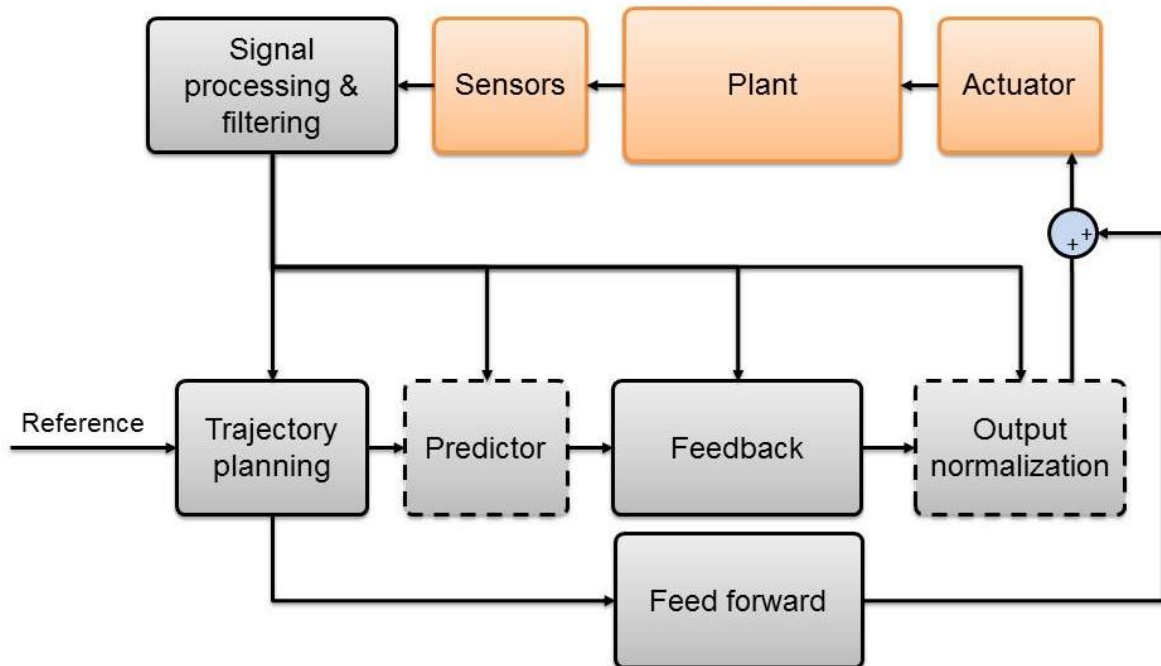 Signal
processing &
filtering
Sensors
Plant
Actuator
+
+
Reference
Trajectory
planning
Predictor
Feedback
Output
normalization
Feed forward